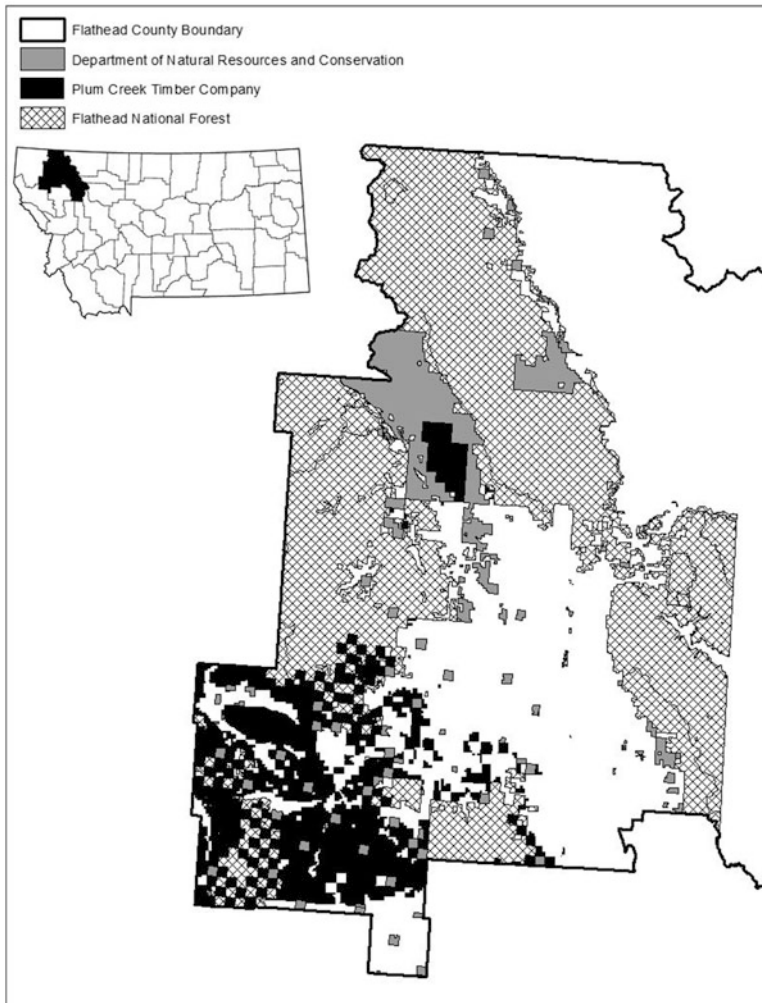 Flathead County Boundary
Department of Natural Resources and Conservation
Plum Creek Timber Company
Flathead National Forest